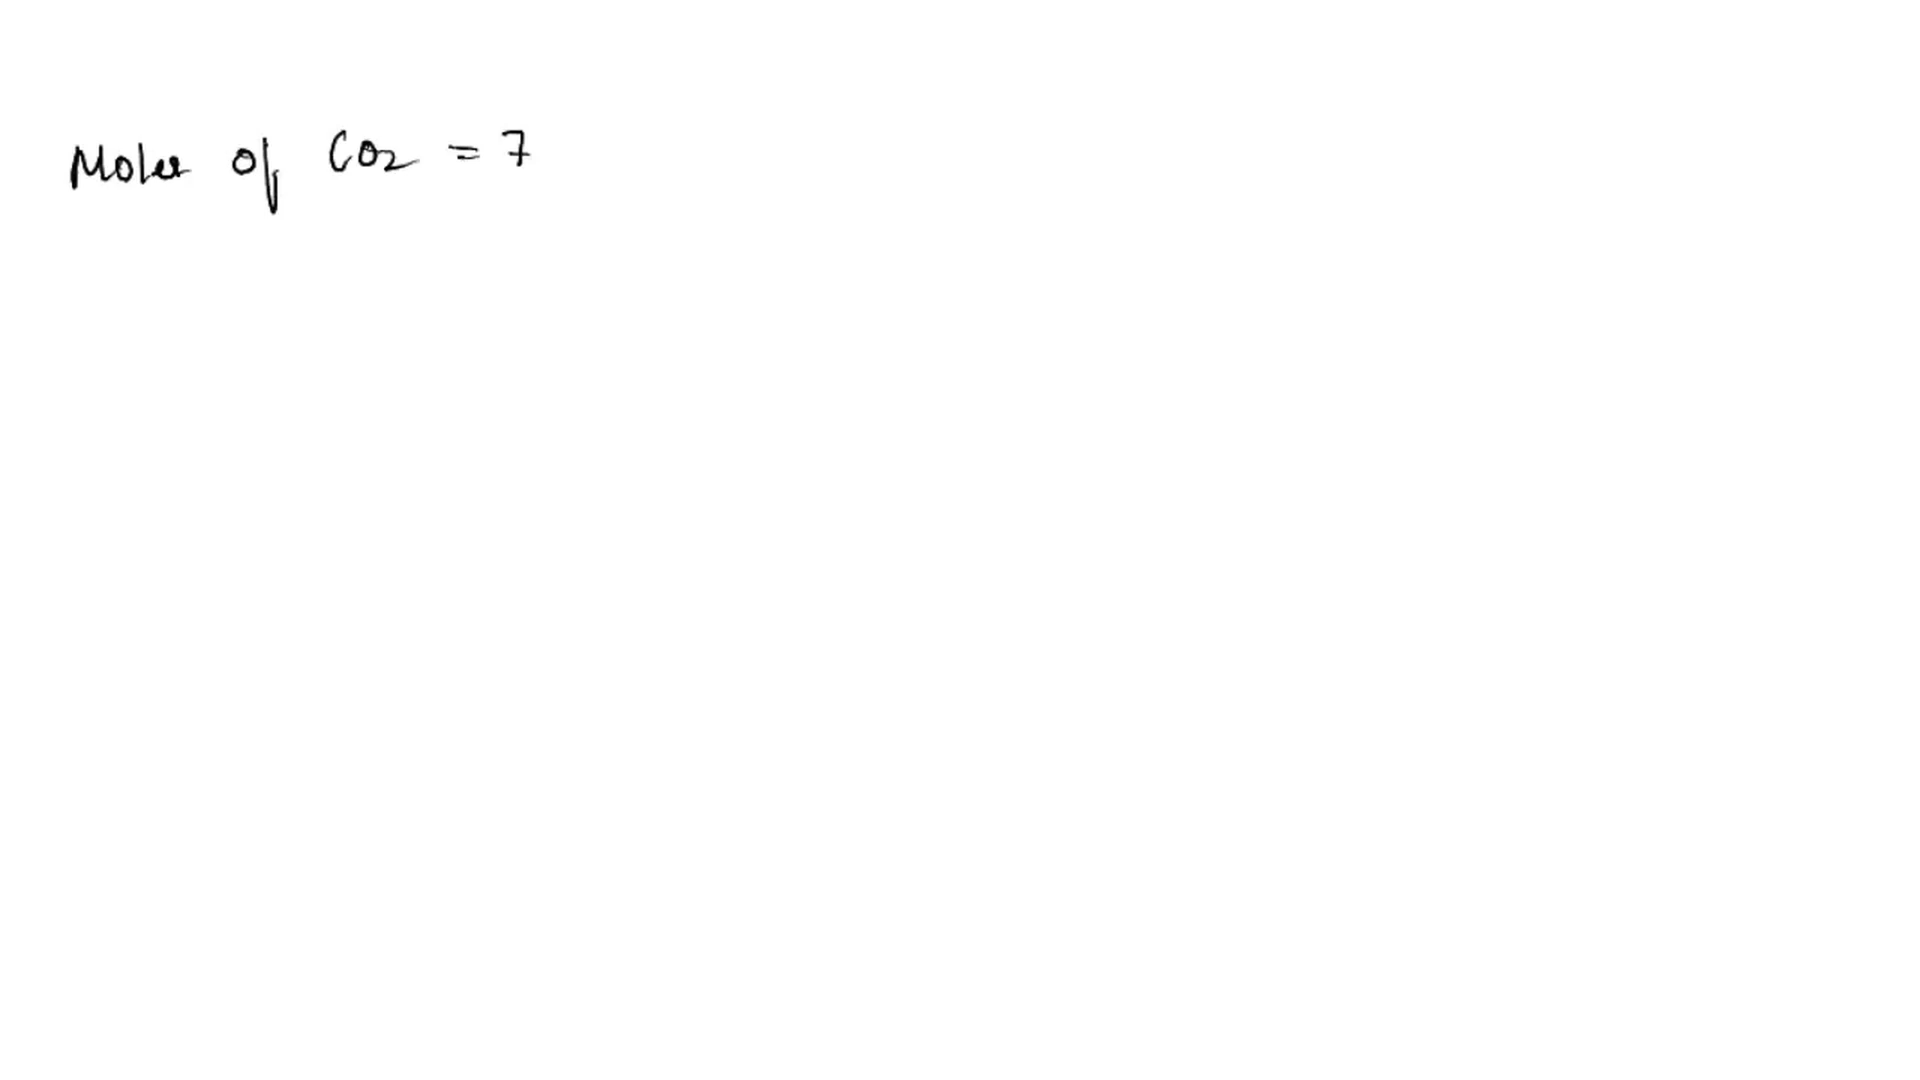 Moles of CO2 = 7